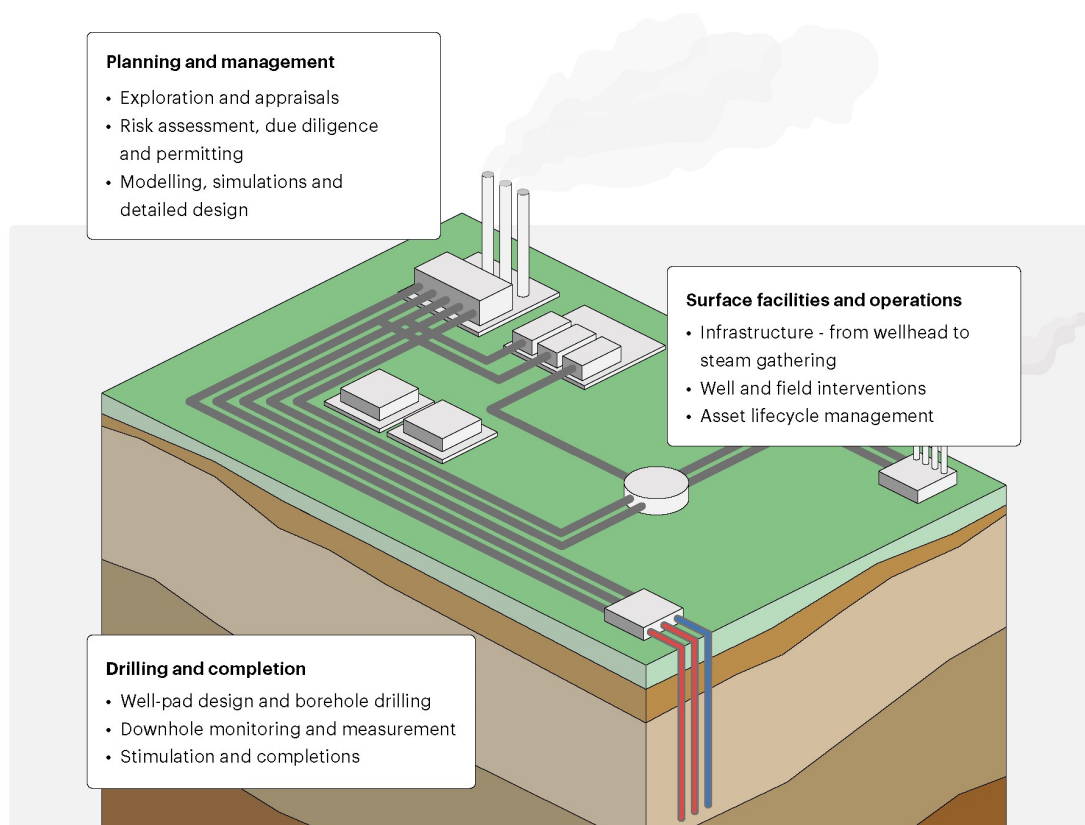 Planning and management
• Exploration and appraisals
• Risk assessment, due diligence
and permitting
• Modelling, simulations and
detailed design
Surface facilities and operations
• Infrastructure - from wellhead to
steam gathering
• Well and field interventions
• Asset lifecycle management
Drilling and completion
• Well-pad design and borehole drilling
• Downhole monitoring and measurement
• Stimulation and completions